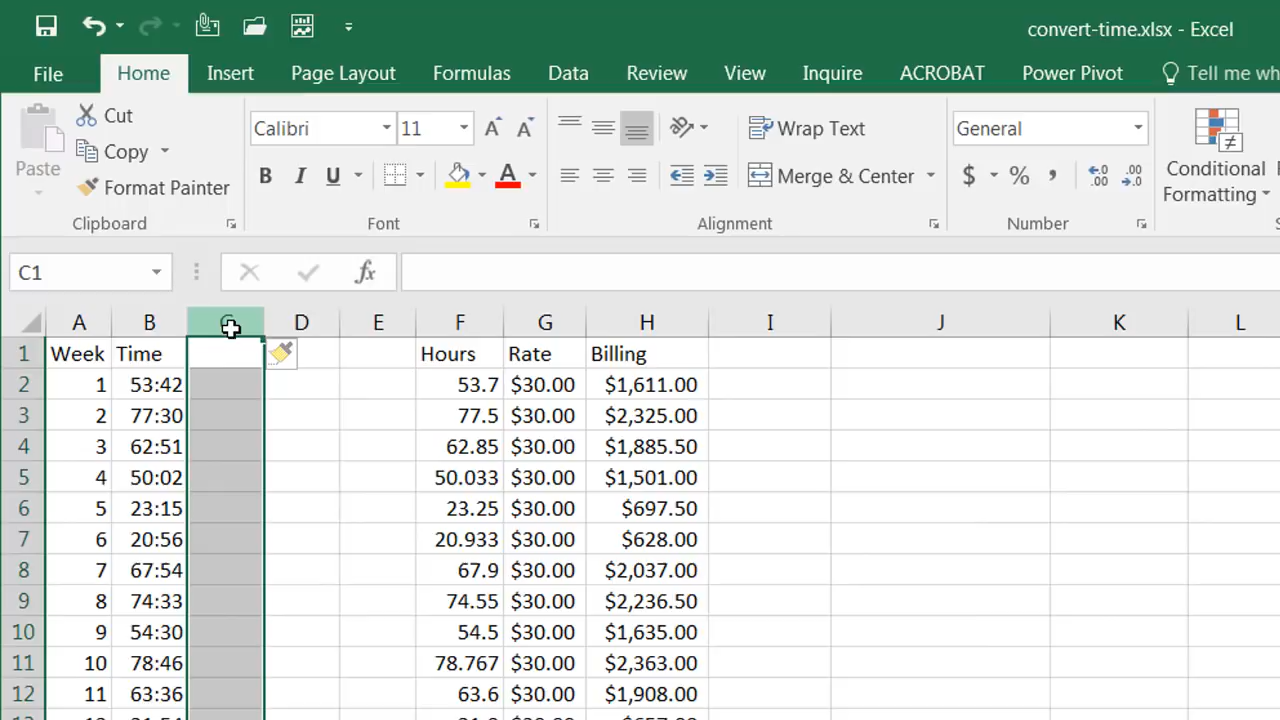 convert-time.xlsx - Excel
File Home Insert Page Layout Formulas Data Review View Inquire ACROBAT Power Pivot Tell me wh
Cut
Copy
Format Painter
Paste
Clipboard
Calibri 11
B I U A
Font
Wrap Text
Merge & Center
Alignment
General
$ % , .00 .00
Number
Conditional
Formatting
C1 fx
A B C D E F G H I J K L
1 Week Time Hours Rate Billing
2 1 53:42 53.7 $30.00 $1,611.00
3 2 77:30 77.5 $30.00 $2,325.00
4 3 62:51 62.85 $30.00 $1,885.50
5 4 50:02 50.033 $30.00 $1,501.00
6 5 23:15 23.25 $30.00 $697.50
7 6 20:56 20.933 $30.00 $628.00
8 7 67:54 67.9 $30.00 $2,037.00
9 8 74:33 74.55 $30.00 $2,236.50
10 9 54:30 54.5 $30.00 $1,635.00
11 10 78:46 78.767 $30.00 $2,363.00
12 11 63:36 63.6 $30.00 $1,908.00